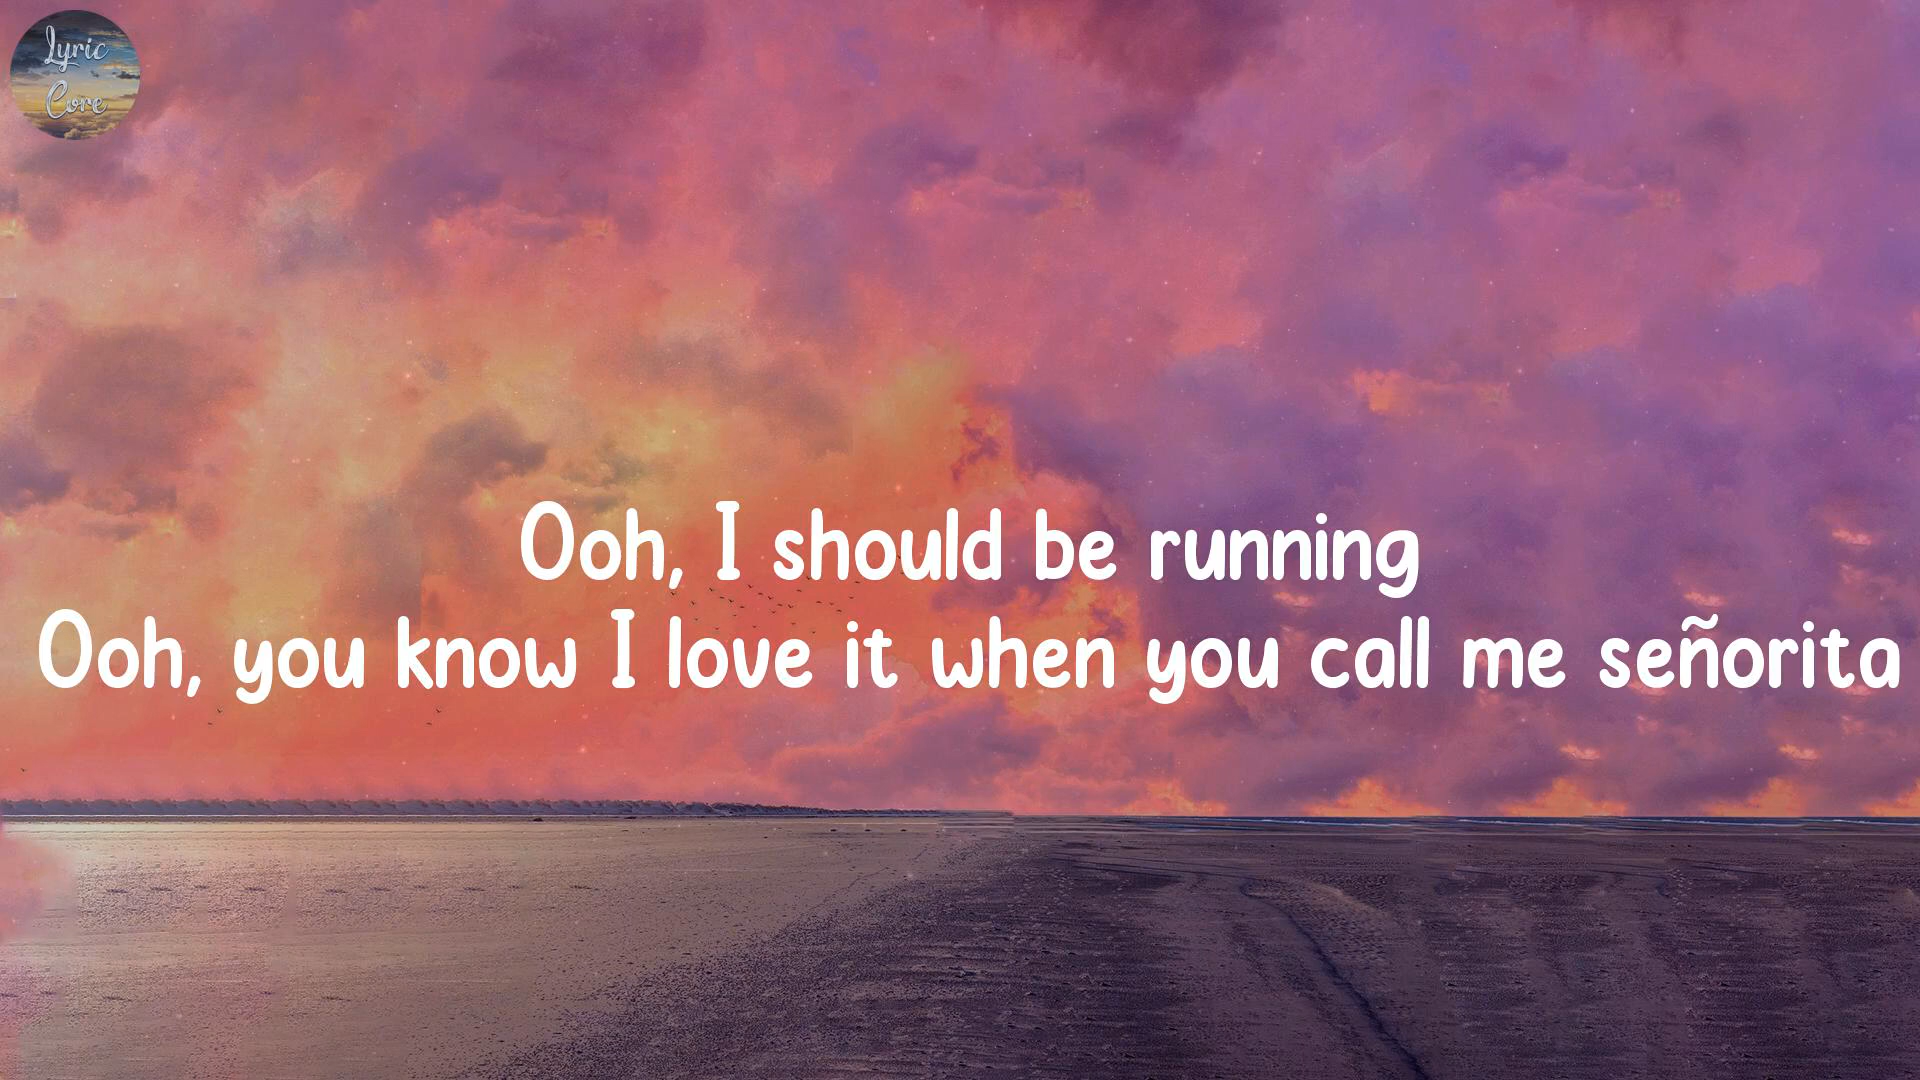 Lyric
Core
Ooh, I should be running
Ooh, you know I love it when you call me señorita